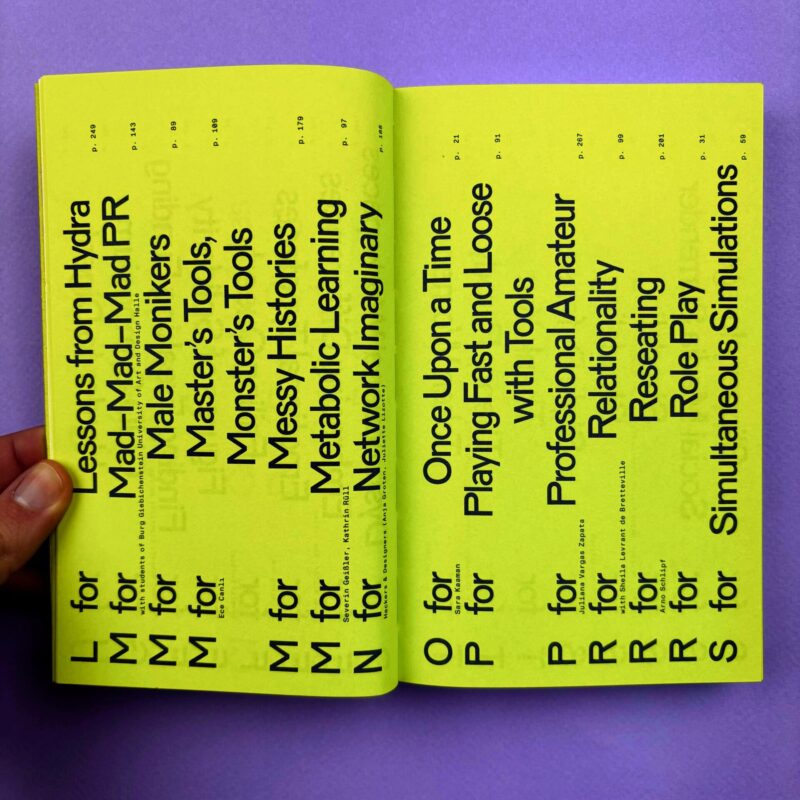 L for Lessons from Hydra p. 249
M for Mad–Mad–Mad PR p. 143
with students of Burg Giebichenstein University of Art and Design Halle
M for Male Monikers p. 89
M for Master's Tools, p. 109
Monster's Tools
Ece Canlı
M for Messy Histories p. 179
M for Metabolic Learning p. 97
Severin Geißler, Kathrin Rüll
N for Network Imaginary p.
Hackers & Designers (Anja Groten, Juliette Lizotte)
O for Once Upon a Time p. 21
Sara Kaaman
P for Playing Fast and Loose p. 91
with Tools
P for Professional Amateur p. 267
Juliana Vargas Zapata
R for Relationality p. 99
with Sheila Levrant de Bretteville
R for Reseating p. 201
Arno Schlipf
R for Role Play p. 31
S for Simultaneous Simulations p. 59